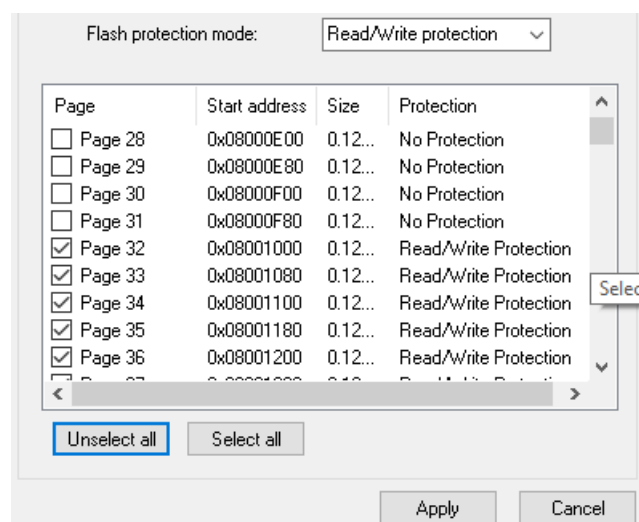 Flash protection mode: Read/Write protection
Page Start address Size Protection
Page 28 0x08000E00 0.12... No Protection
Page 29 0x08000E80 0.12... No Protection
Page 30 0x08000F00 0.12... No Protection
Page 31 0x08000F80 0.12... No Protection
Page 32 0x08001000 0.12... Read/Write Protection
Page 33 0x08001080 0.12... Read/Write Protection
Page 34 0x08001100 0.12... Read/Write Protection
Page 35 0x08001180 0.12... Read/Write Protection
Page 36 0x08001200 0.12... Read/Write Protection
Selec
Unselect all Select all
Apply Cancel